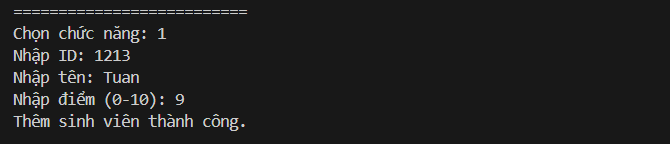 ==========================
Chọn chức năng: 1
Nhập ID: 1213
Nhập tên: Tuan
Nhập điểm (0-10): 9
Thêm sinh viên thành công.